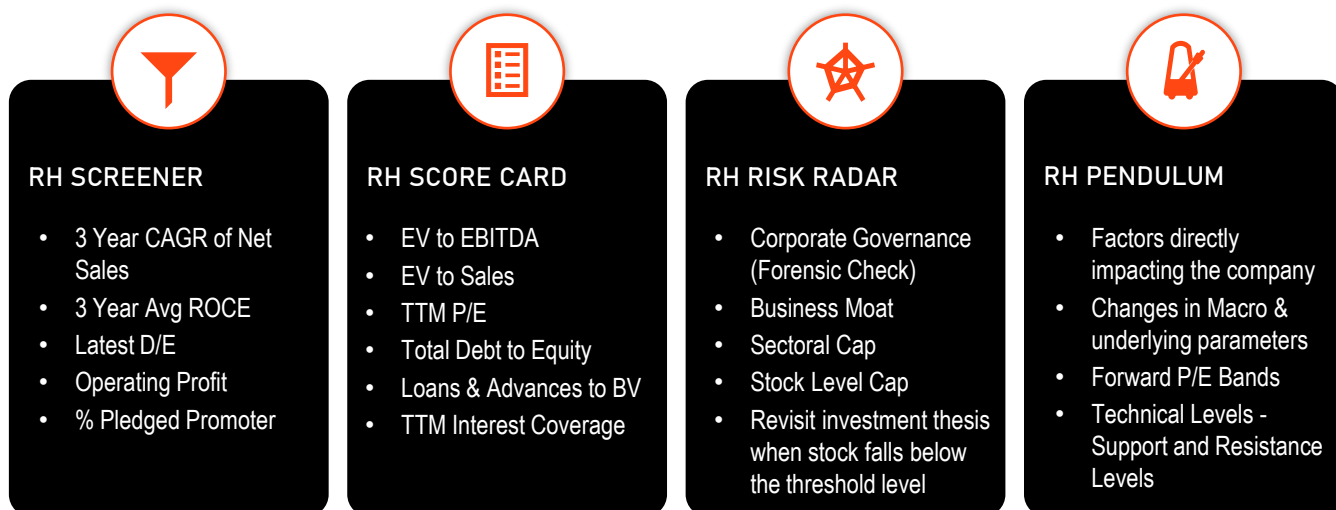 RH SCREENER
• 3 Year CAGR of Net
Sales
• 3 Year Avg ROCE
• Latest D/E
• Operating Profit
• % Pledged Promoter
RH SCORE CARD
• EV to EBITDA
• EV to Sales
• TTM P/E
• Total Debt to Equity
• Loans & Advances to BV
• TTM Interest Coverage
RH RISK RADAR
• Corporate Governance
(Forensic Check)
• Business Moat
• Sectoral Cap
• Stock Level Cap
• Revisit investment thesis
when stock falls below
the threshold level
RH PENDULUM
• Factors directly
impacting the company
• Changes in Macro &
underlying parameters
• Forward P/E Bands
• Technical Levels -
Support and Resistance
Levels